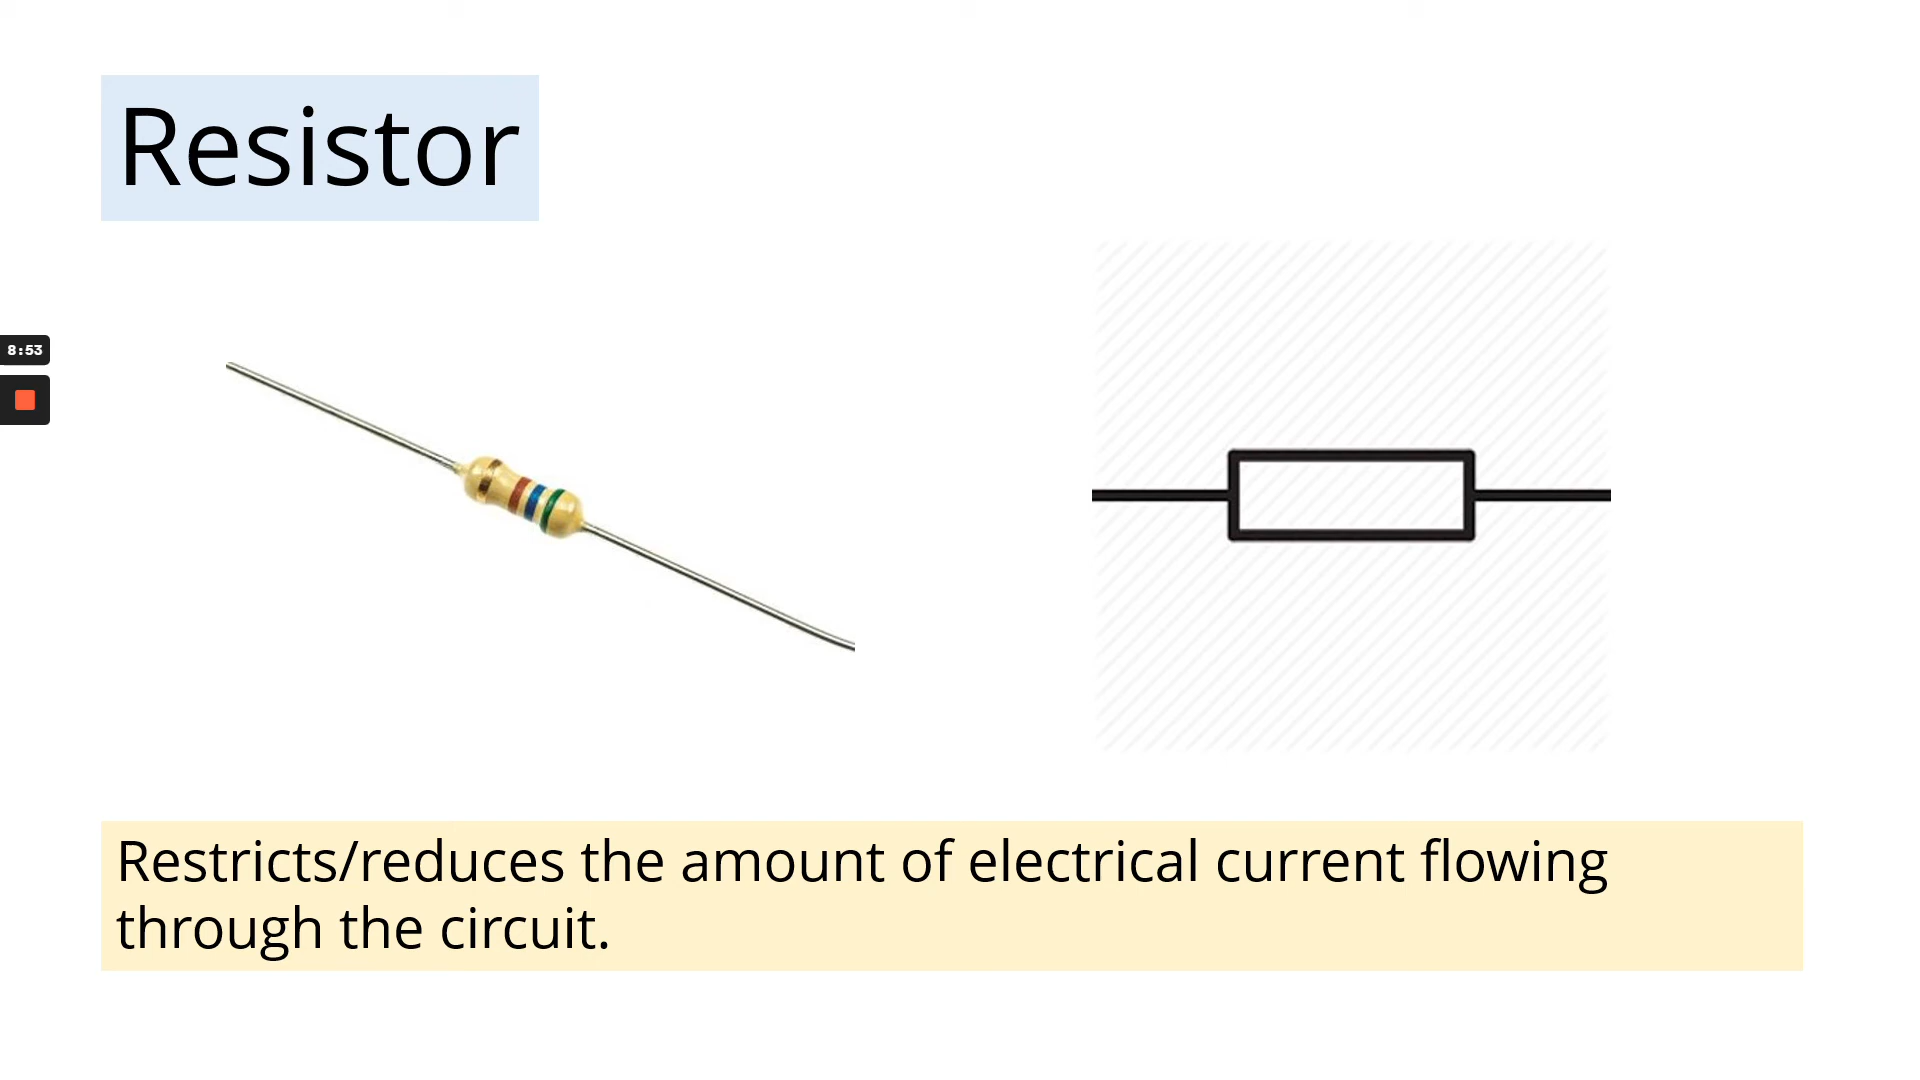 Resistor
8:53
Restricts/reduces the amount of electrical current flowing
through the circuit.